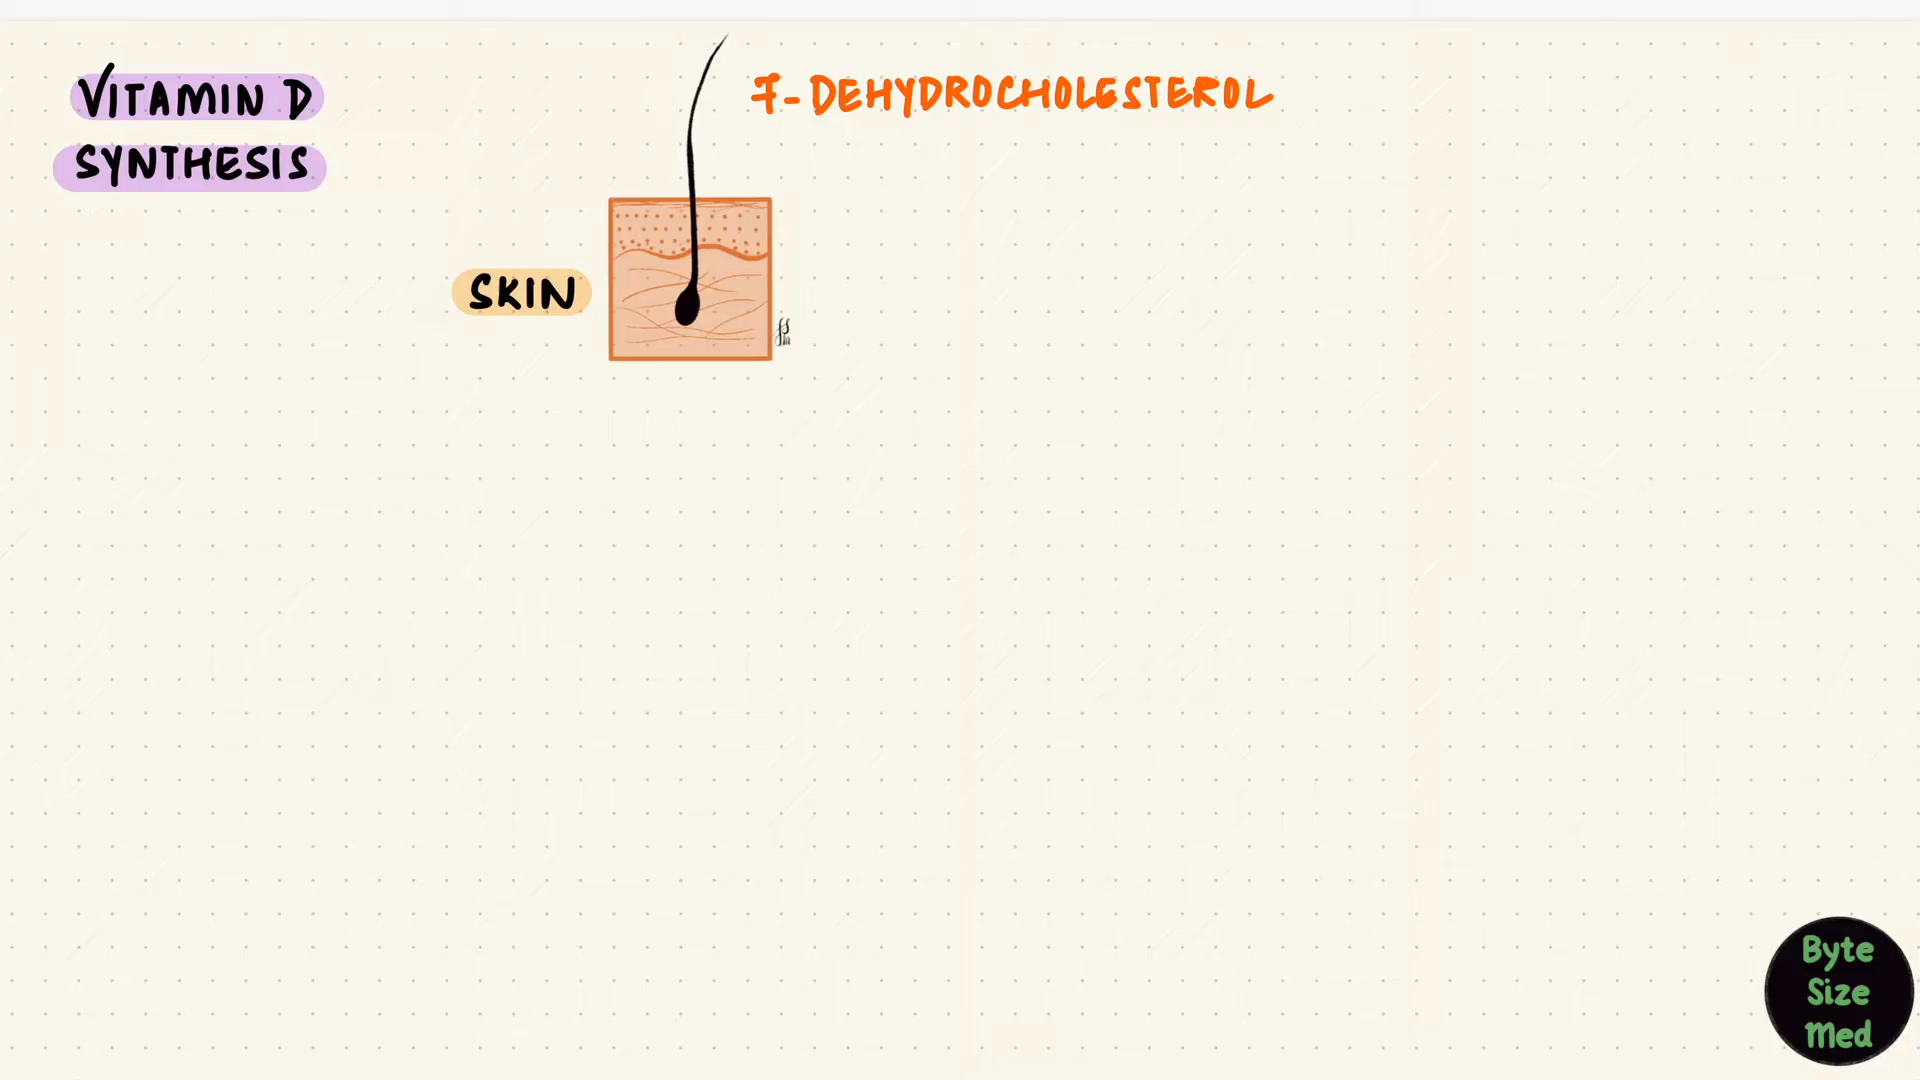 VITAMIN D
SYNTHESIS
7-DEHYDROCHOLESTEROL
SKIN
Byte
Size
Med